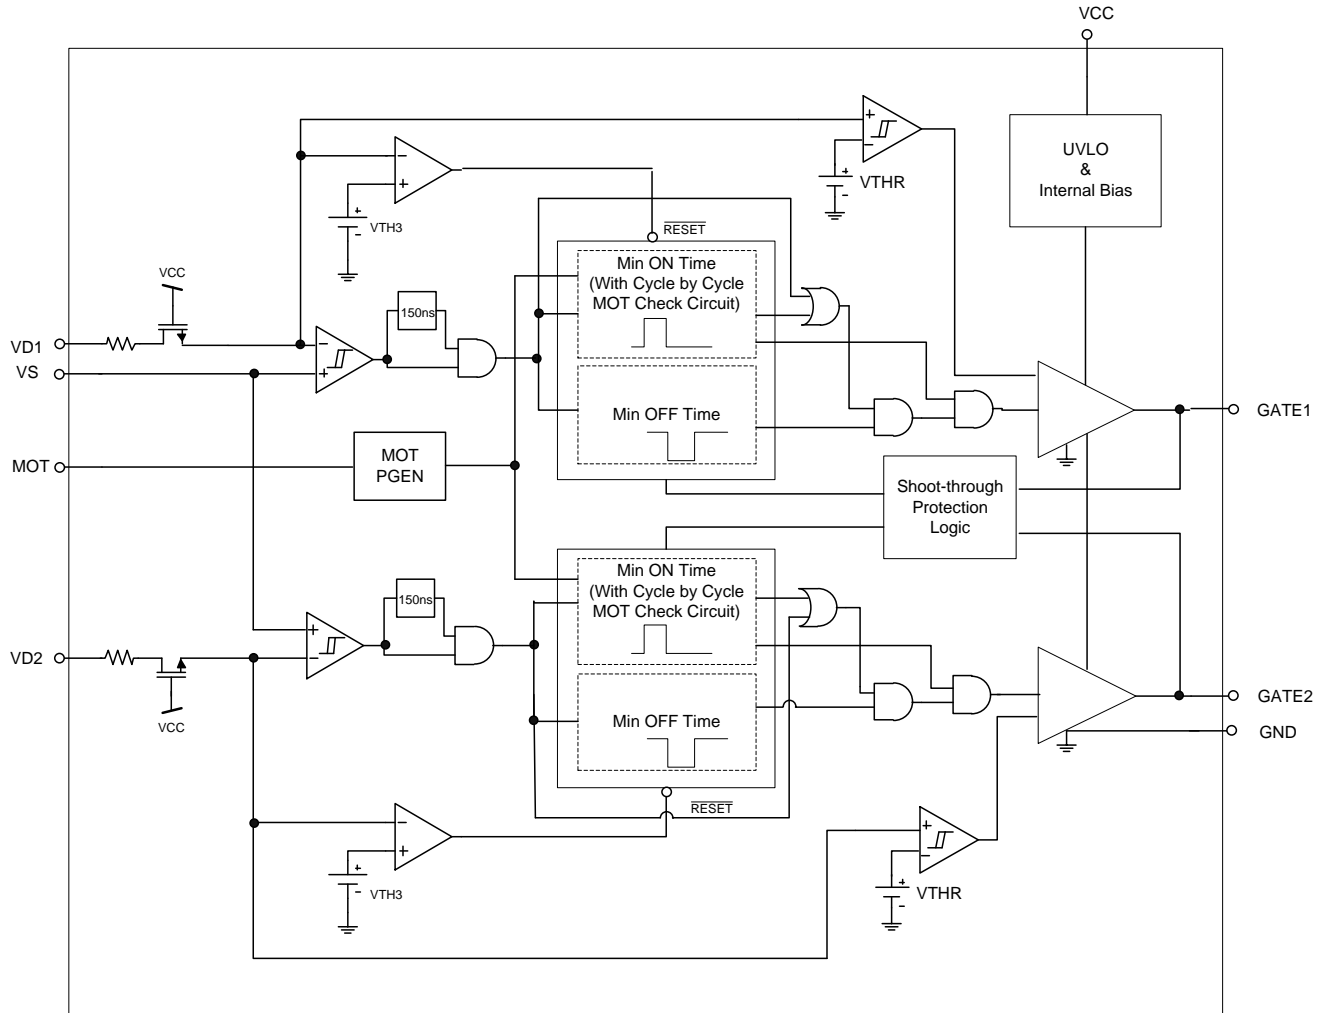 VCC
UVLO
&
Internal Bias
+
−
+
−
VTHR
−
+
+
−
VTH3
RESET
VCC
150ns
Min ON Time
(With Cycle by Cycle
MOT Check Circuit)
VD1
−
VS
+
Min OFF Time
GATE1
MOT
MOT
PGEN
Shoot-through
Protection
Logic
150ns
Min ON Time
(With Cycle by Cycle
MOT Check Circuit)
+
VD2
−
VCC
Min OFF Time
GATE2
GND
RESET
−
+
+
−
VTH3
+
−
+
−
VTHR